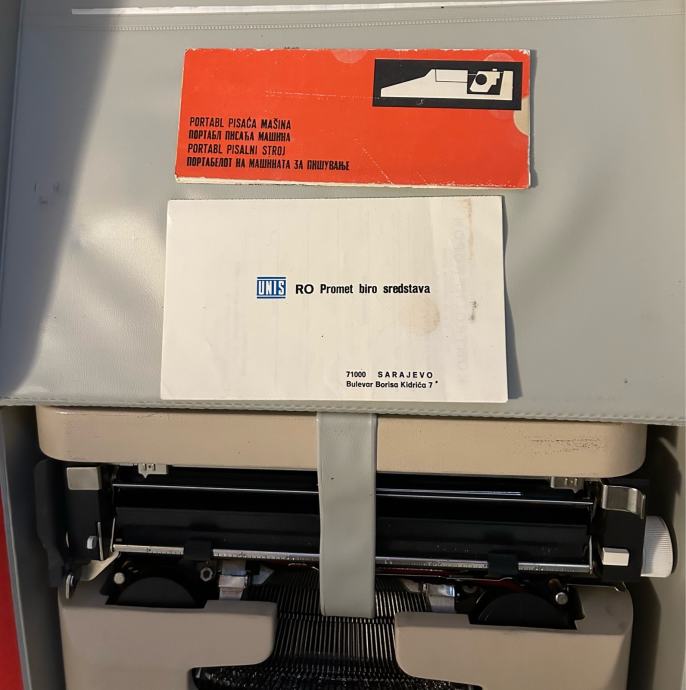 PORTABL PISAĆA MAŠINA
ПОРТАБЛ ПИСАЋА МАШИНА
PORTABL PISALNI STROJ
ПОРТАБЕЛОТ НА МАШИНАТА ЗА ПИШУВАЊЕ
UNIS RO Promet biro sredstava
71000 SARAJEVO
Bulevar Borisa Kidriča 7